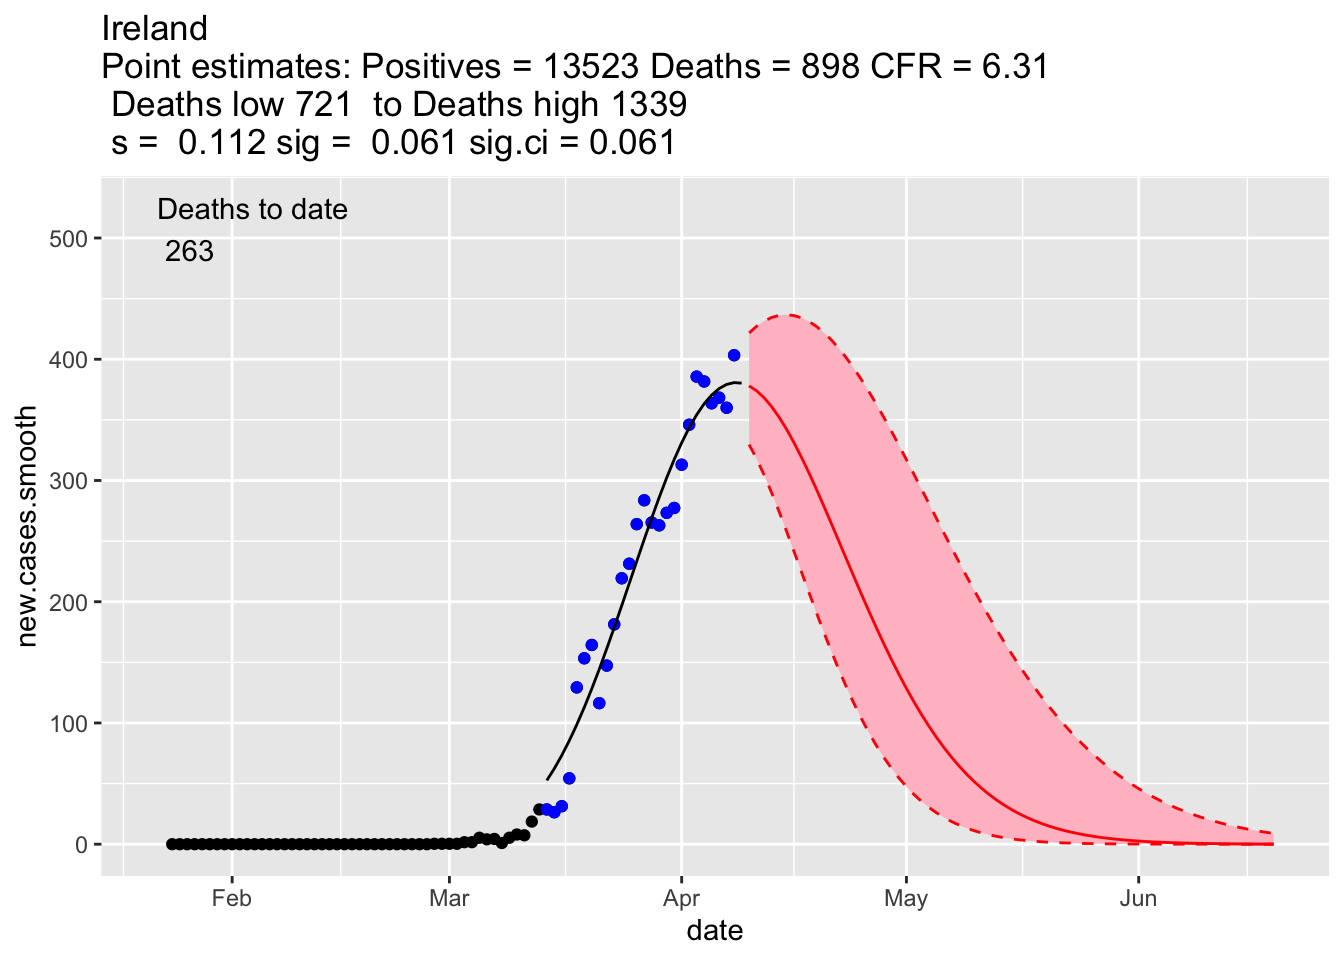 Ireland
Point estimates: Positives = 13523 Deaths = 898 CFR = 6.31
Deaths low 721  to Deaths high 1339
s =  0.112 sig =  0.061 sig.ci = 0.061
Deaths to date
263
500
400
300
200
100
0
new.cases.smooth
Feb Mar Apr May Jun
date